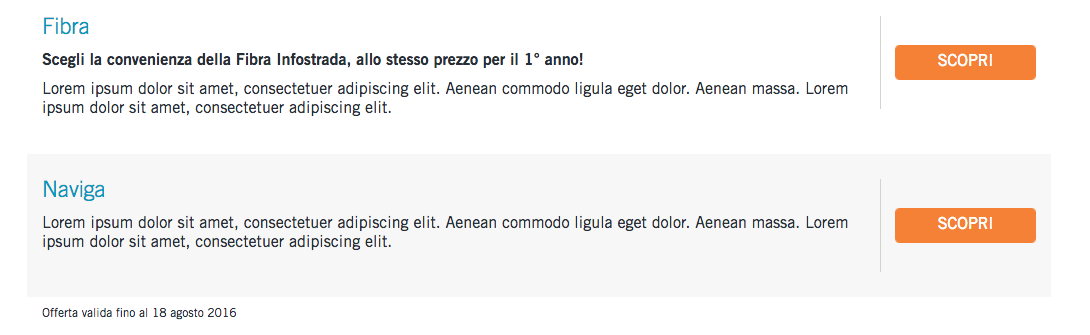 Fibra
Scegli la convenienza della Fibra Infostrada, allo stesso prezzo per il 1° anno!
Lorem ipsum dolor sit amet, consectetuer adipiscing elit. Aenean commodo ligula eget dolor. Aenean massa. Lorem
ipsum dolor sit amet, consectetuer adipiscing elit.
SCOPRI
Naviga
Lorem ipsum dolor sit amet, consectetuer adipiscing elit. Aenean commodo ligula eget dolor. Aenean massa. Lorem
ipsum dolor sit amet, consectetuer adipiscing elit.
SCOPRI
Offerta valida fino al 18 agosto 2016